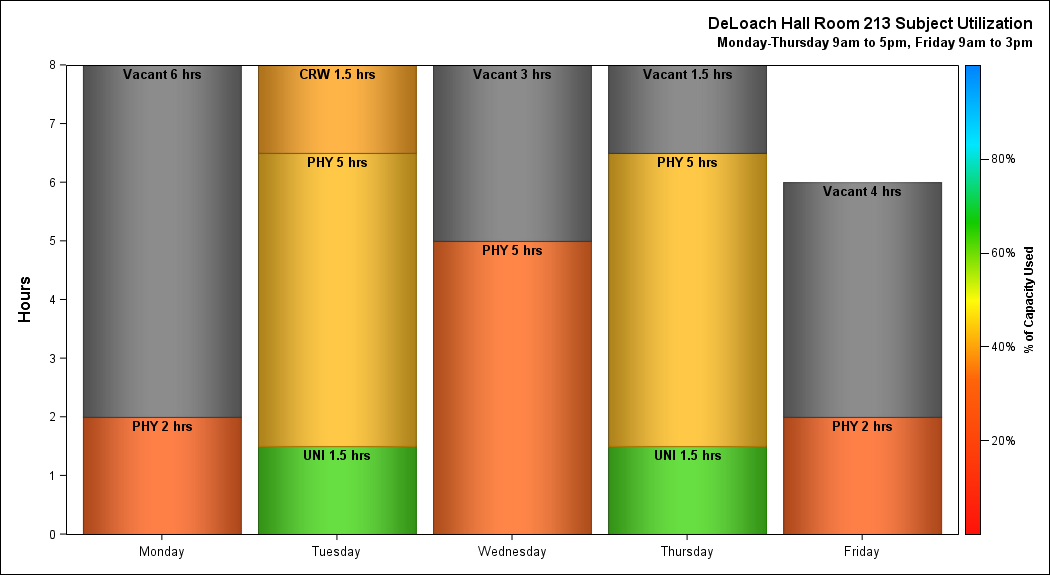 DeLoach Hall Room 213 Subject Utilization
Monday-Thursday 9am to 5pm, Friday 9am to 3pm
Hours
8
7
6
5
4
3
2
1
0
Vacant 6 hrs
PHY 2 hrs
CRW 1.5 hrs
PHY 5 hrs
UNI 1.5 hrs
Vacant 3 hrs
PHY 5 hrs
Vacant 1.5 hrs
PHY 5 hrs
UNI 1.5 hrs
Vacant 4 hrs
PHY 2 hrs
Monday
Tuesday
Wednesday
Thursday
Friday
80%
60%
40%
20%
% of Capacity Used